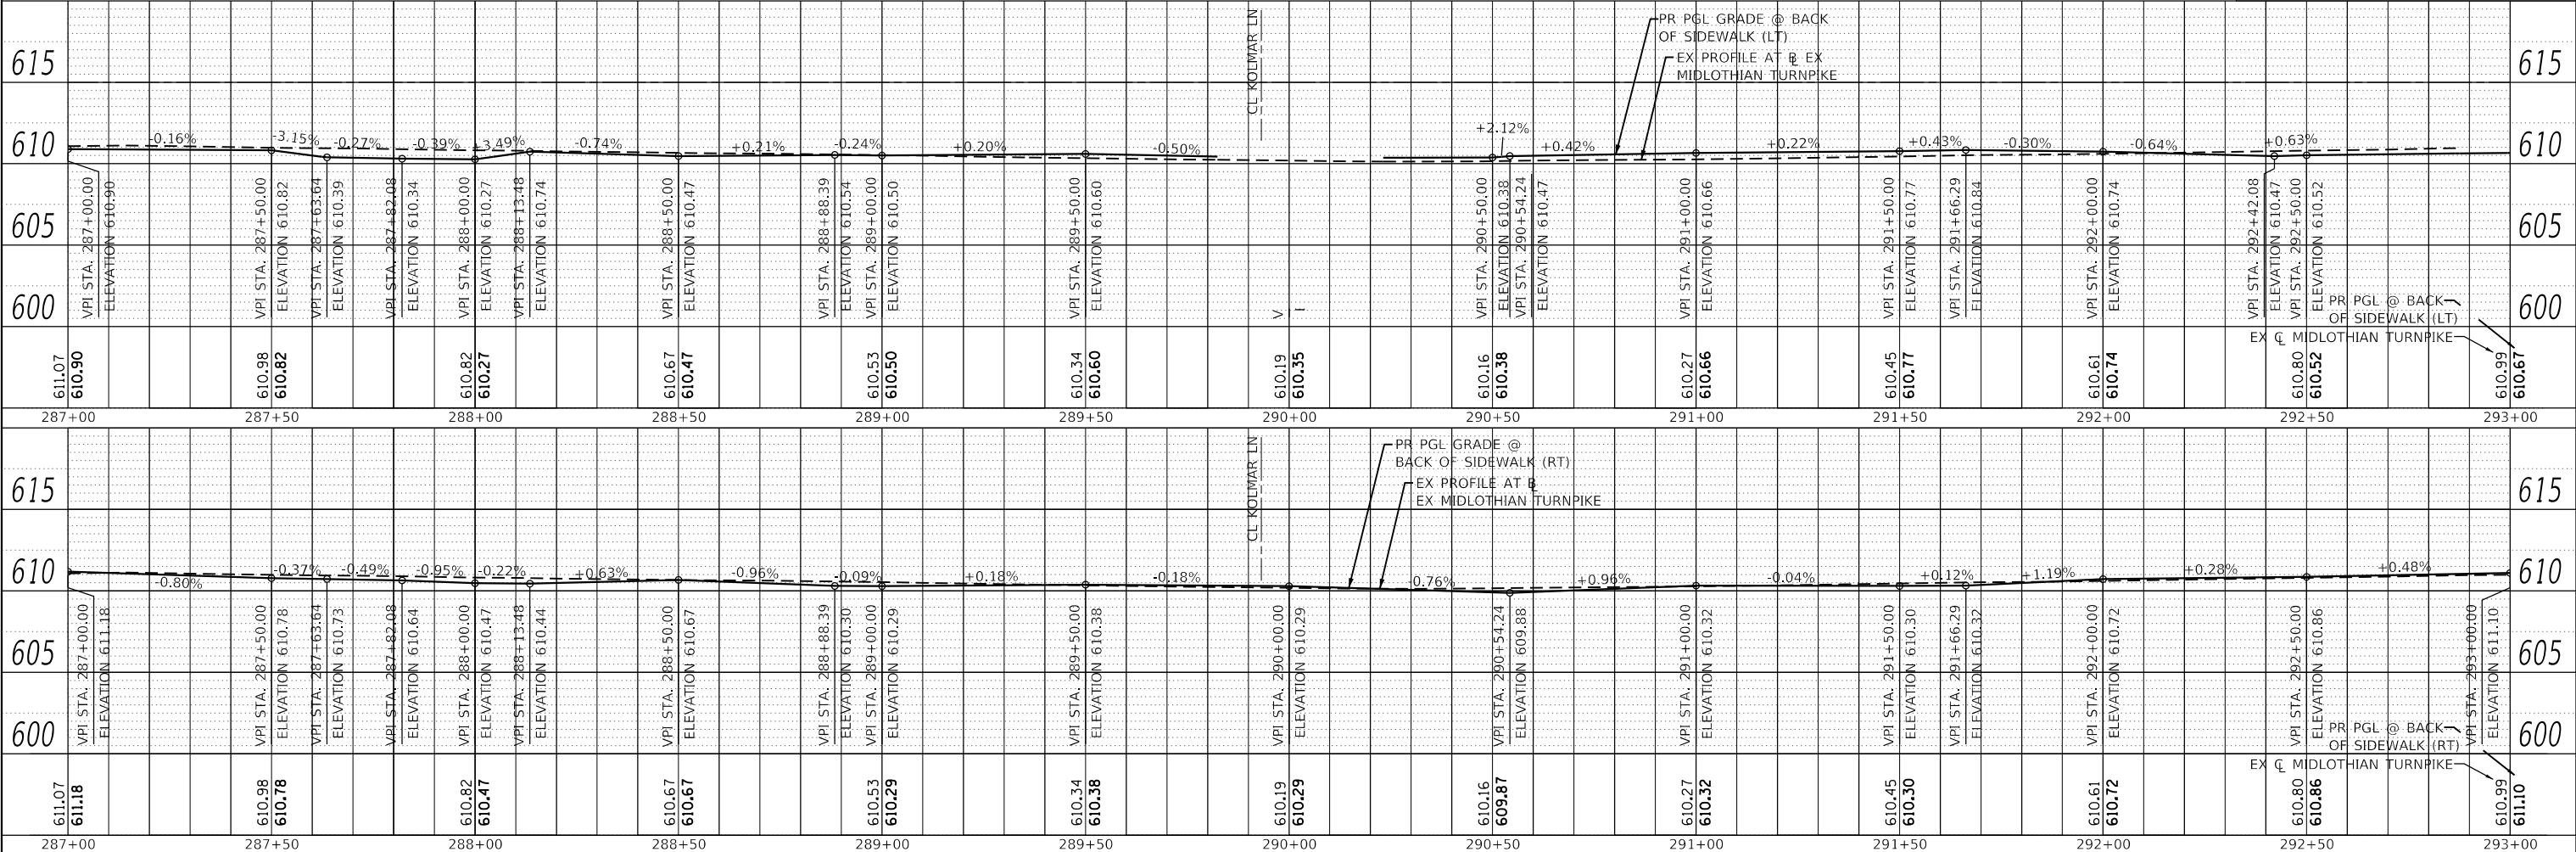 PR PGL GRADE @ BACK
OF SIDEWALK (LT)
EX PROFILE AT ℄ EX
MIDLOTHIAN TURNPIKE
CL KOLMAR LN
615
615
610
-0.16%
-3.15%
-0.27%
-0.39%
+3.49%
-0.74%
+0.21%
-0.24%
+0.20%
-0.50%
+2.12%
+0.42%
+0.22%
+0.43%
-0.30%
-0.64%
+0.63%
610
605
605
600
600
VPI STA. 287+00.00
ELEVATION 610.90
VPI STA. 287+50.00
ELEVATION 610.82
VPI STA. 287+63.64
ELEVATION 610.39
VPI STA. 287+82.08
ELEVATION 610.34
VPI STA. 288+00.00
ELEVATION 610.27
VPI STA. 288+13.48
ELEVATION 610.74
VPI STA. 288+50.00
ELEVATION 610.47
VPI STA. 288+88.39
ELEVATION 610.54
VPI STA. 289+00.00
ELEVATION 610.50
VPI STA. 289+50.00
ELEVATION 610.60
V
VPI STA. 290+50.00
ELEVATION 610.38
VPI STA. 290+54.24
ELEVATION 610.47
VPI STA. 291+00.00
ELEVATION 610.66
VPI STA. 291+50.00
ELEVATION 610.77
VPI STA. 291+66.29
ELEVATION 610.84
VPI STA. 292+00.00
ELEVATION 610.74
VPI STA. 292+42.08
ELEVATION 610.47
VPI STA. 292+50.00
ELEVATION 610.52
PR PGL @ BACK
OF SIDEWALK (LT)
EX ℄ MIDLOTHIAN TURNPIKE
611.07
610.90
610.98
610.82
610.82
610.27
610.67
610.47
610.53
610.50
610.34
610.60
610.19
610.35
610.16
610.38
610.27
610.66
610.45
610.77
610.61
610.74
610.80
610.52
610.99
610.67
287+00 287+50 288+00 288+50 289+00 289+50 290+00 290+50 291+00 291+50 292+00 292+50 293+00
CL KOLMAR LN
PR PGL GRADE @
BACK OF SIDEWALK (RT)
EX PROFILE AT ℄
EX MIDLOTHIAN TURNPIKE
615
615
610
-0.80%
-0.37%
-0.49%
-0.95%
-0.22%
+0.63%
-0.96%
-0.09%
+0.18%
-0.18%
-0.76%
+0.96%
-0.04%
+0.12%
+1.19%
+0.28%
+0.48%
610
605
605
600
600
VPI STA. 287+00.00
ELEVATION 611.18
VPI STA. 287+50.00
ELEVATION 610.78
VPI STA. 287+63.64
ELEVATION 610.73
VPI STA. 287+82.08
ELEVATION 610.64
VPI STA. 288+00.00
ELEVATION 610.47
VPI STA. 288+13.48
ELEVATION 610.44
VPI STA. 288+50.00
ELEVATION 610.67
VPI STA. 288+88.39
ELEVATION 610.30
VPI STA. 289+00.00
ELEVATION 610.29
VPI STA. 289+50.00
ELEVATION 610.38
VPI STA. 290+00.00
ELEVATION 610.29
VPI STA. 290+54.24
ELEVATION 609.88
VPI STA. 291+00.00
ELEVATION 610.32
VPI STA. 291+50.00
ELEVATION 610.30
VPI STA. 291+66.29
ELEVATION 610.32
VPI STA. 292+00.00
ELEVATION 610.72
VPI STA. 292+50.00
ELEVATION 610.86
VPI STA. 293+00.00
ELEVATION 611.10
PR PGL @ BACK
OF SIDEWALK (RT)
EX ℄ MIDLOTHIAN TURNPIKE
611.07
611.18
610.98
610.78
610.82
610.47
610.67
610.67
610.53
610.29
610.34
610.38
610.19
610.29
610.16
609.87
610.27
610.32
610.45
610.30
610.61
610.72
610.80
610.86
610.99
611.10
287+00 287+50 288+00 288+50 289+00 289+50 290+00 290+50 291+00 291+50 292+00 292+50 293+00